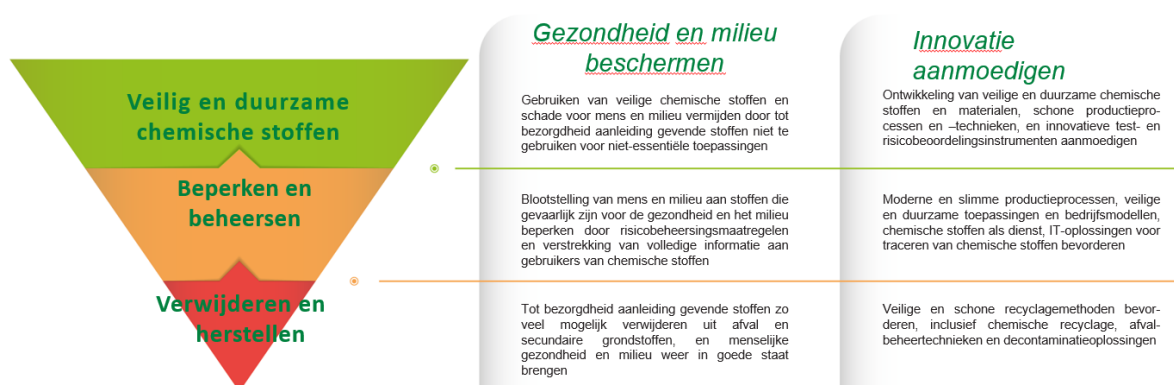 Veilig en duurzame
chemische stoffen
Beperken en
beheersen
Verwijderen en
herstellen
Gezondheid en milieu
beschermen
Gebruiken van veilige chemische stoffen en
schade voor mens en milieu vermijden door tot
bezorgdheid aanleiding gevende stoffen niet te
gebruiken voor niet-essentiële toepassingen
Blootstelling van mens en milieu aan stoffen die
gevaarlijk zijn voor de gezondheid en het milieu
beperken door risicobeheersingsmaatregelen
en verstrekking van volledige informatie aan
gebruikers van chemische stoffen
Tot bezorgdheid aanleiding gevende stoffen zo
veel mogelijk verwijderen uit afval en
secundaire grondstoffen, en menselijke
gezondheid en milieu weer in goede staat
brengen
Innovatie
aanmoedigen
Ontwikkeling van veilige en duurzame chemische
stoffen en materialen, schone productiepro-
cessen en –technieken, en innovatieve test- en
risicobeoordelingsinstrumenten aanmoedigen
Moderne en slimme productieprocessen, veilige
en duurzame toepassingen en bedrijfsmodellen,
chemische stoffen als dienst, IT-oplossingen voor
traceren van chemische stoffen bevorderen
Veilige en schone recyclagemethoden bevor-
deren, inclusief chemische recyclage, afval-
beheertechnieken en decontaminatieoplossingen